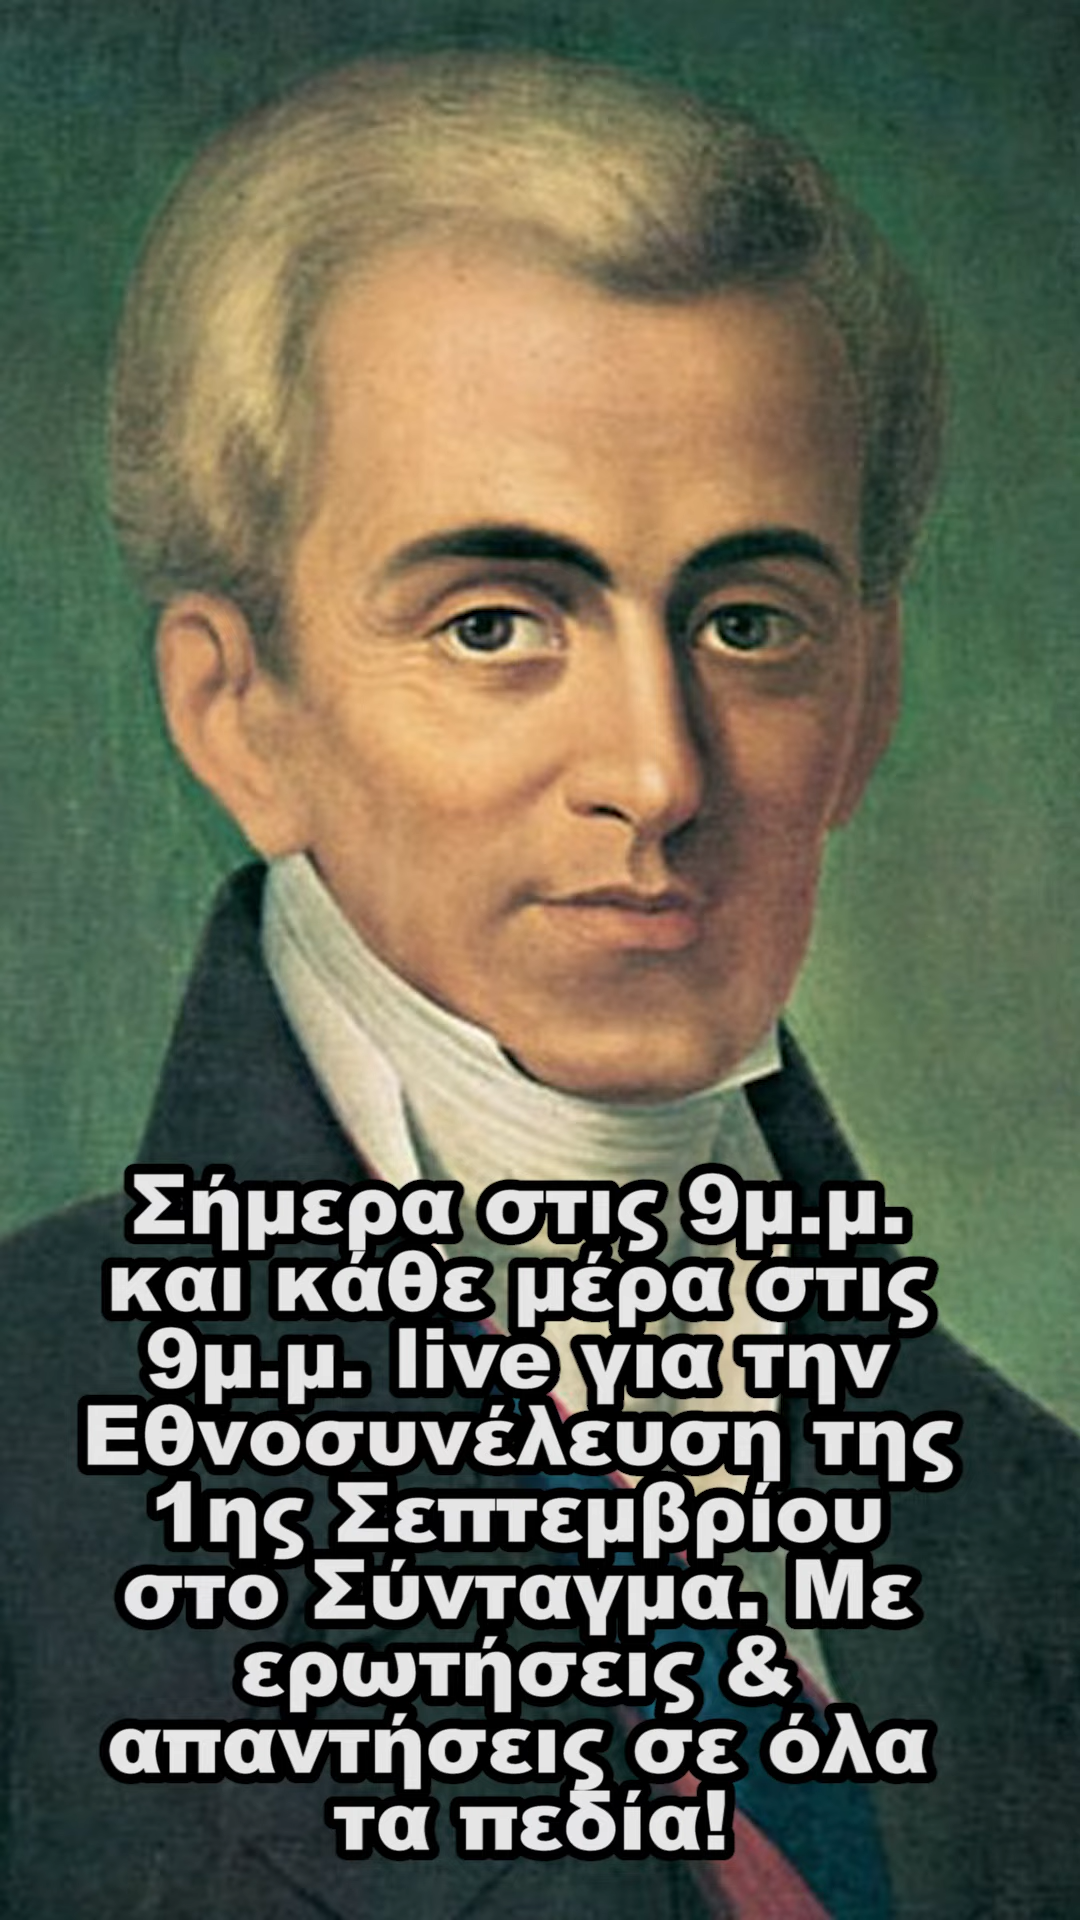 Σήμερα στις 9μ.μ.
και κάθε μέρα στις
9μ.μ. live για την
Εθνοσυνέλευση της
1ης Σεπτεμβρίου
στο Σύνταγμα. Με
ερωτήσεις &
απαντήσεις σε όλα
τα πεδία!